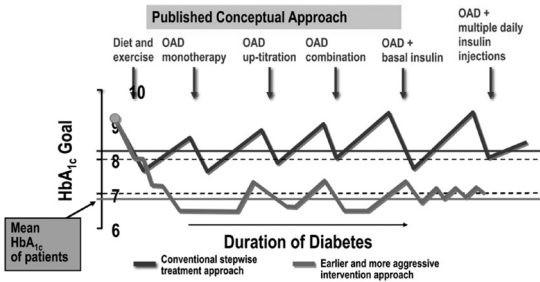 Published Conceptual Approach
Diet and
exercise
OAD
monotherapy
OAD
up-titration
OAD
combination
OAD +
basal insulin
OAD +
multiple daily
insulin
injections
HbA1c Goal
10
9
8
7
6
Mean
HbA1c
of patients
Duration of Diabetes
Conventional stepwise
treatment approach
Earlier and more aggressive
intervention approach